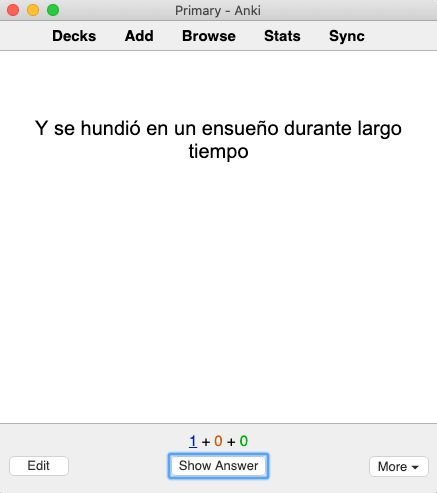 Primary - Anki
Decks Add Browse Stats Sync
Y se hundió en un ensueño durante largo
tiempo
1 + 0 + 0
Edit Show Answer More